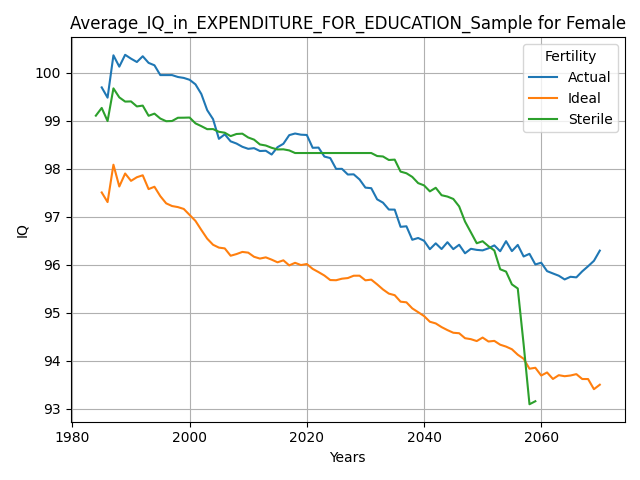 Average_IQ_in_EXPENDITURE_FOR_EDUCATION_Sample for Female
Fertility
Actual
Ideal
Sterile
IQ
100
99
98
97
96
95
94
93
1980
2000
2020
2040
2060
Years